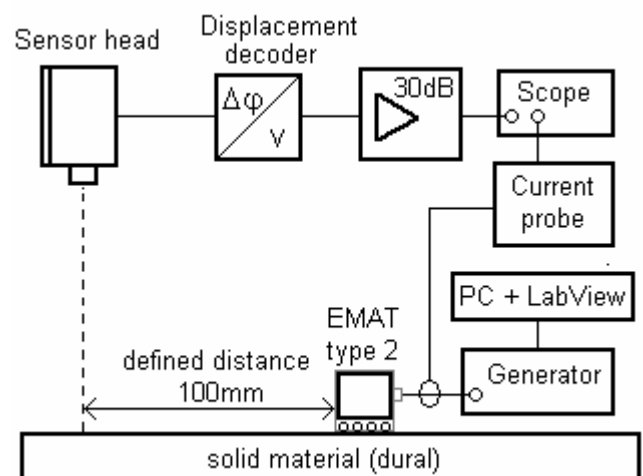 Sensor head
Displacement
decoder
Δφ
V
30dB
Scope
Current
probe
PC + LabView
EMAT
type 2
Generator
defined distance
100mm
solid material (dural)